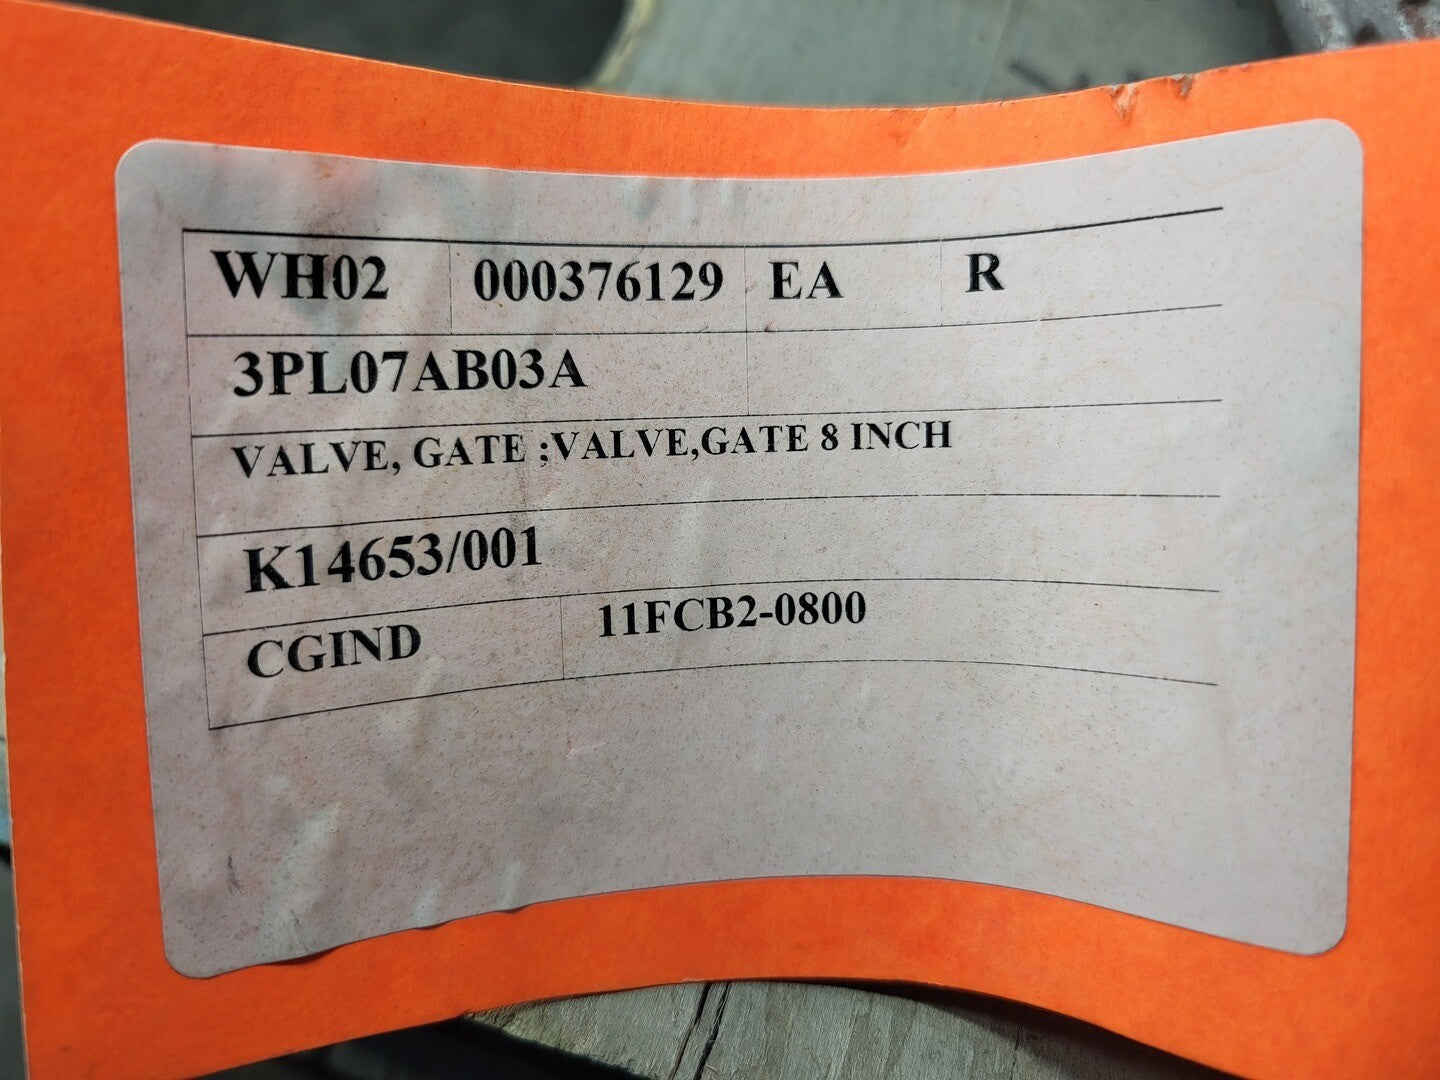 WH02 000376129 EA R
3PL07AB03A
VALVE, GATE ;VALVE,GATE 8 INCH
K14653/001
CGIND 11FCB2-0800